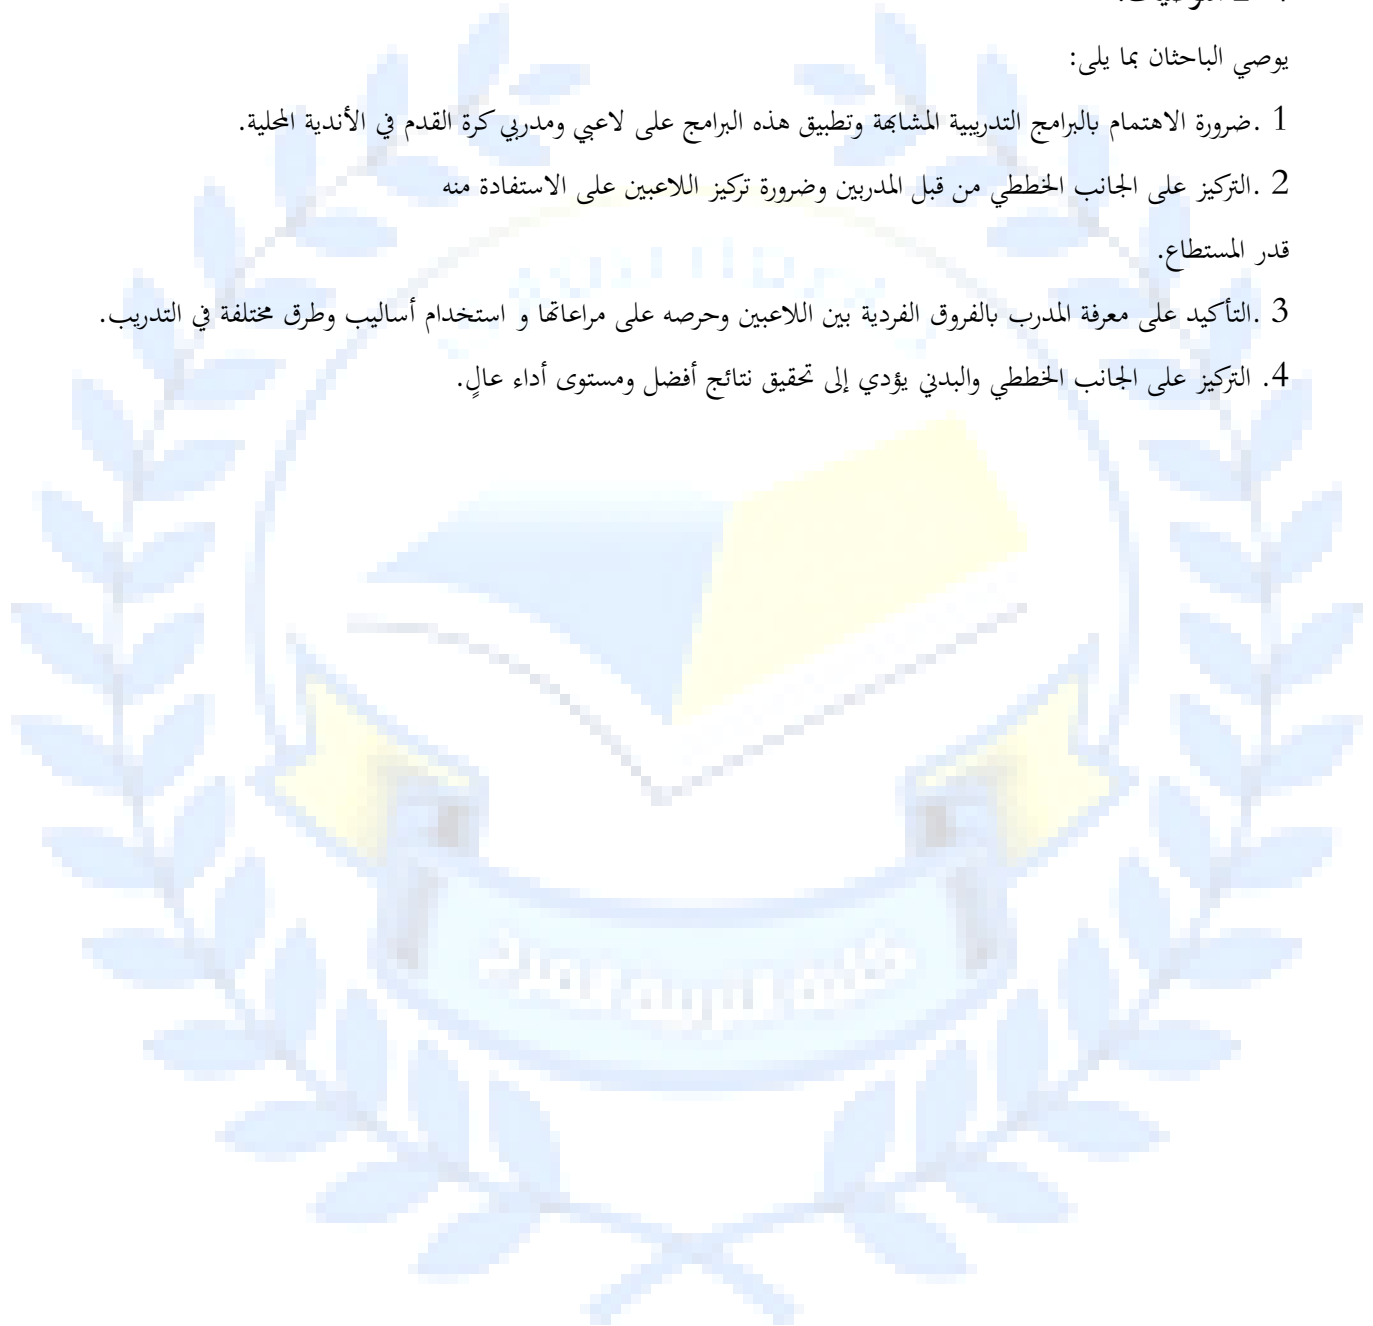 يوصي الباحثان بما يلى:
1 .ضرورة الاهتمام بالبرامج التدريبية المشابهة وتطبيق هذه البرامج على لاعبي ومدربي كرة القدم في الأندية المحلية.
2 .التركيز على الجانب الخططي من قبل المدربين وضرورة تركيز اللاعبين على الاستفادة منه
قدر المستطاع.
3 .التأكيد على معرفة المدرب بالفروق الفردية بين اللاعبين وحرصه على مراعاتها و استخدام أساليب وطرق مختلفة في التدريب.
4. التركيز على الجانب الخططي والبدني يؤدي إلى تحقيق نتائج أفضل ومستوى أداء عالٍ.